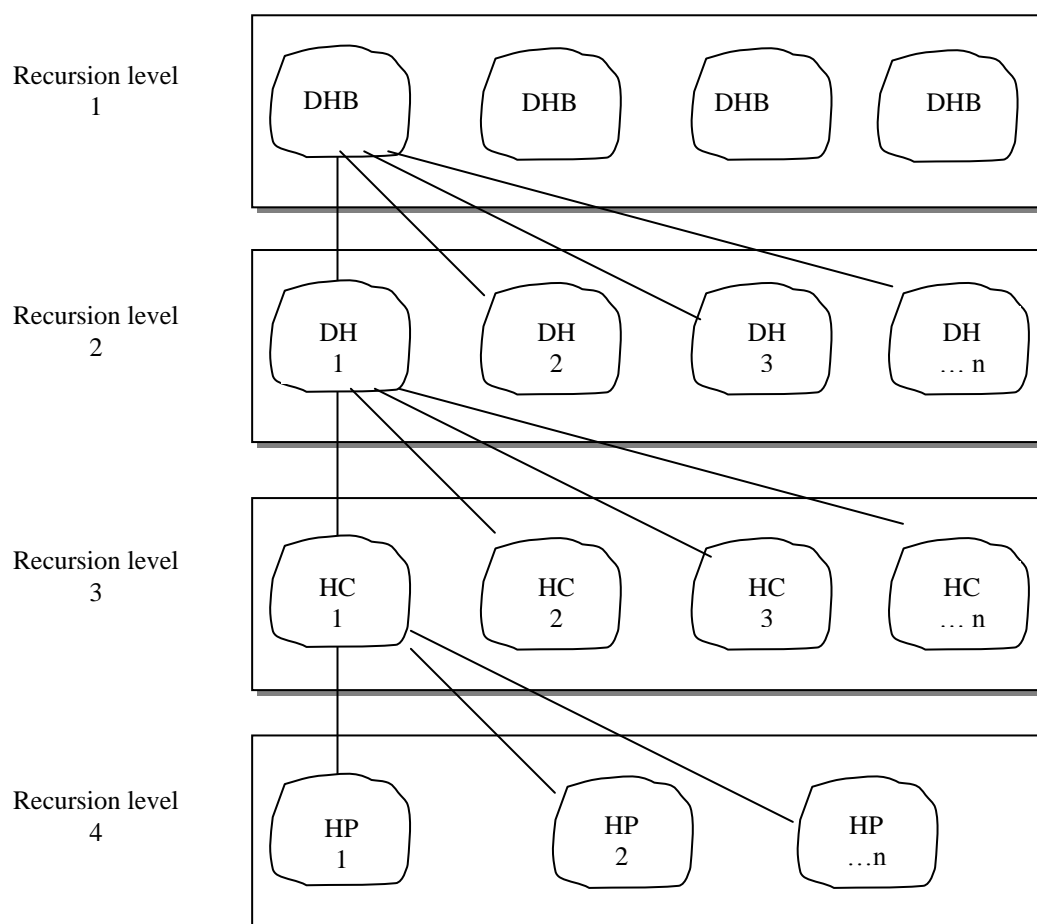 Recursion level
1
DHB
DHB
DHB
DHB
Recursion level
2
DH
1
DH
2
DH
3
DH
… n
Recursion level
3
HC
1
HC
2
HC
3
HC
… n
Recursion level
4
HP
1
HP
2
HP
…n